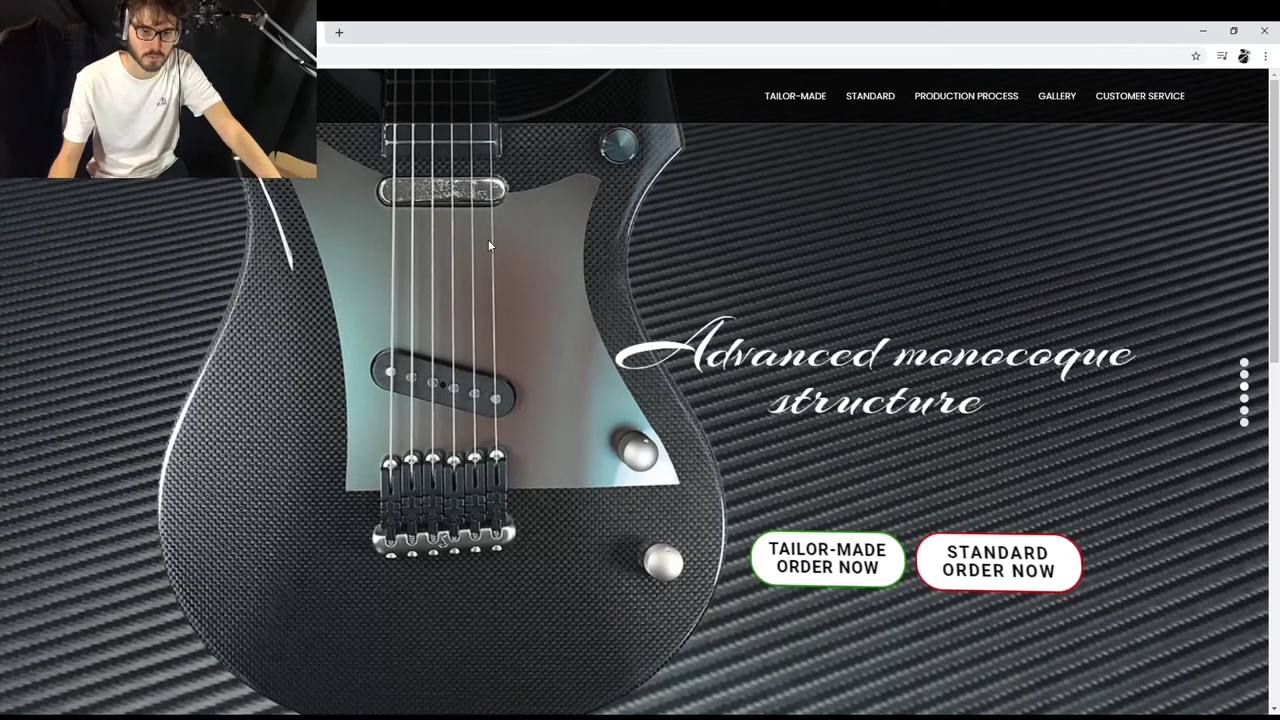 TAILOR-MADE STANDARD PRODUCTION PROCESS GALLERY CUSTOMER SERVICE
Advanced monocoque
structure
TAILOR-MADE
ORDER NOW
STANDARD
ORDER NOW